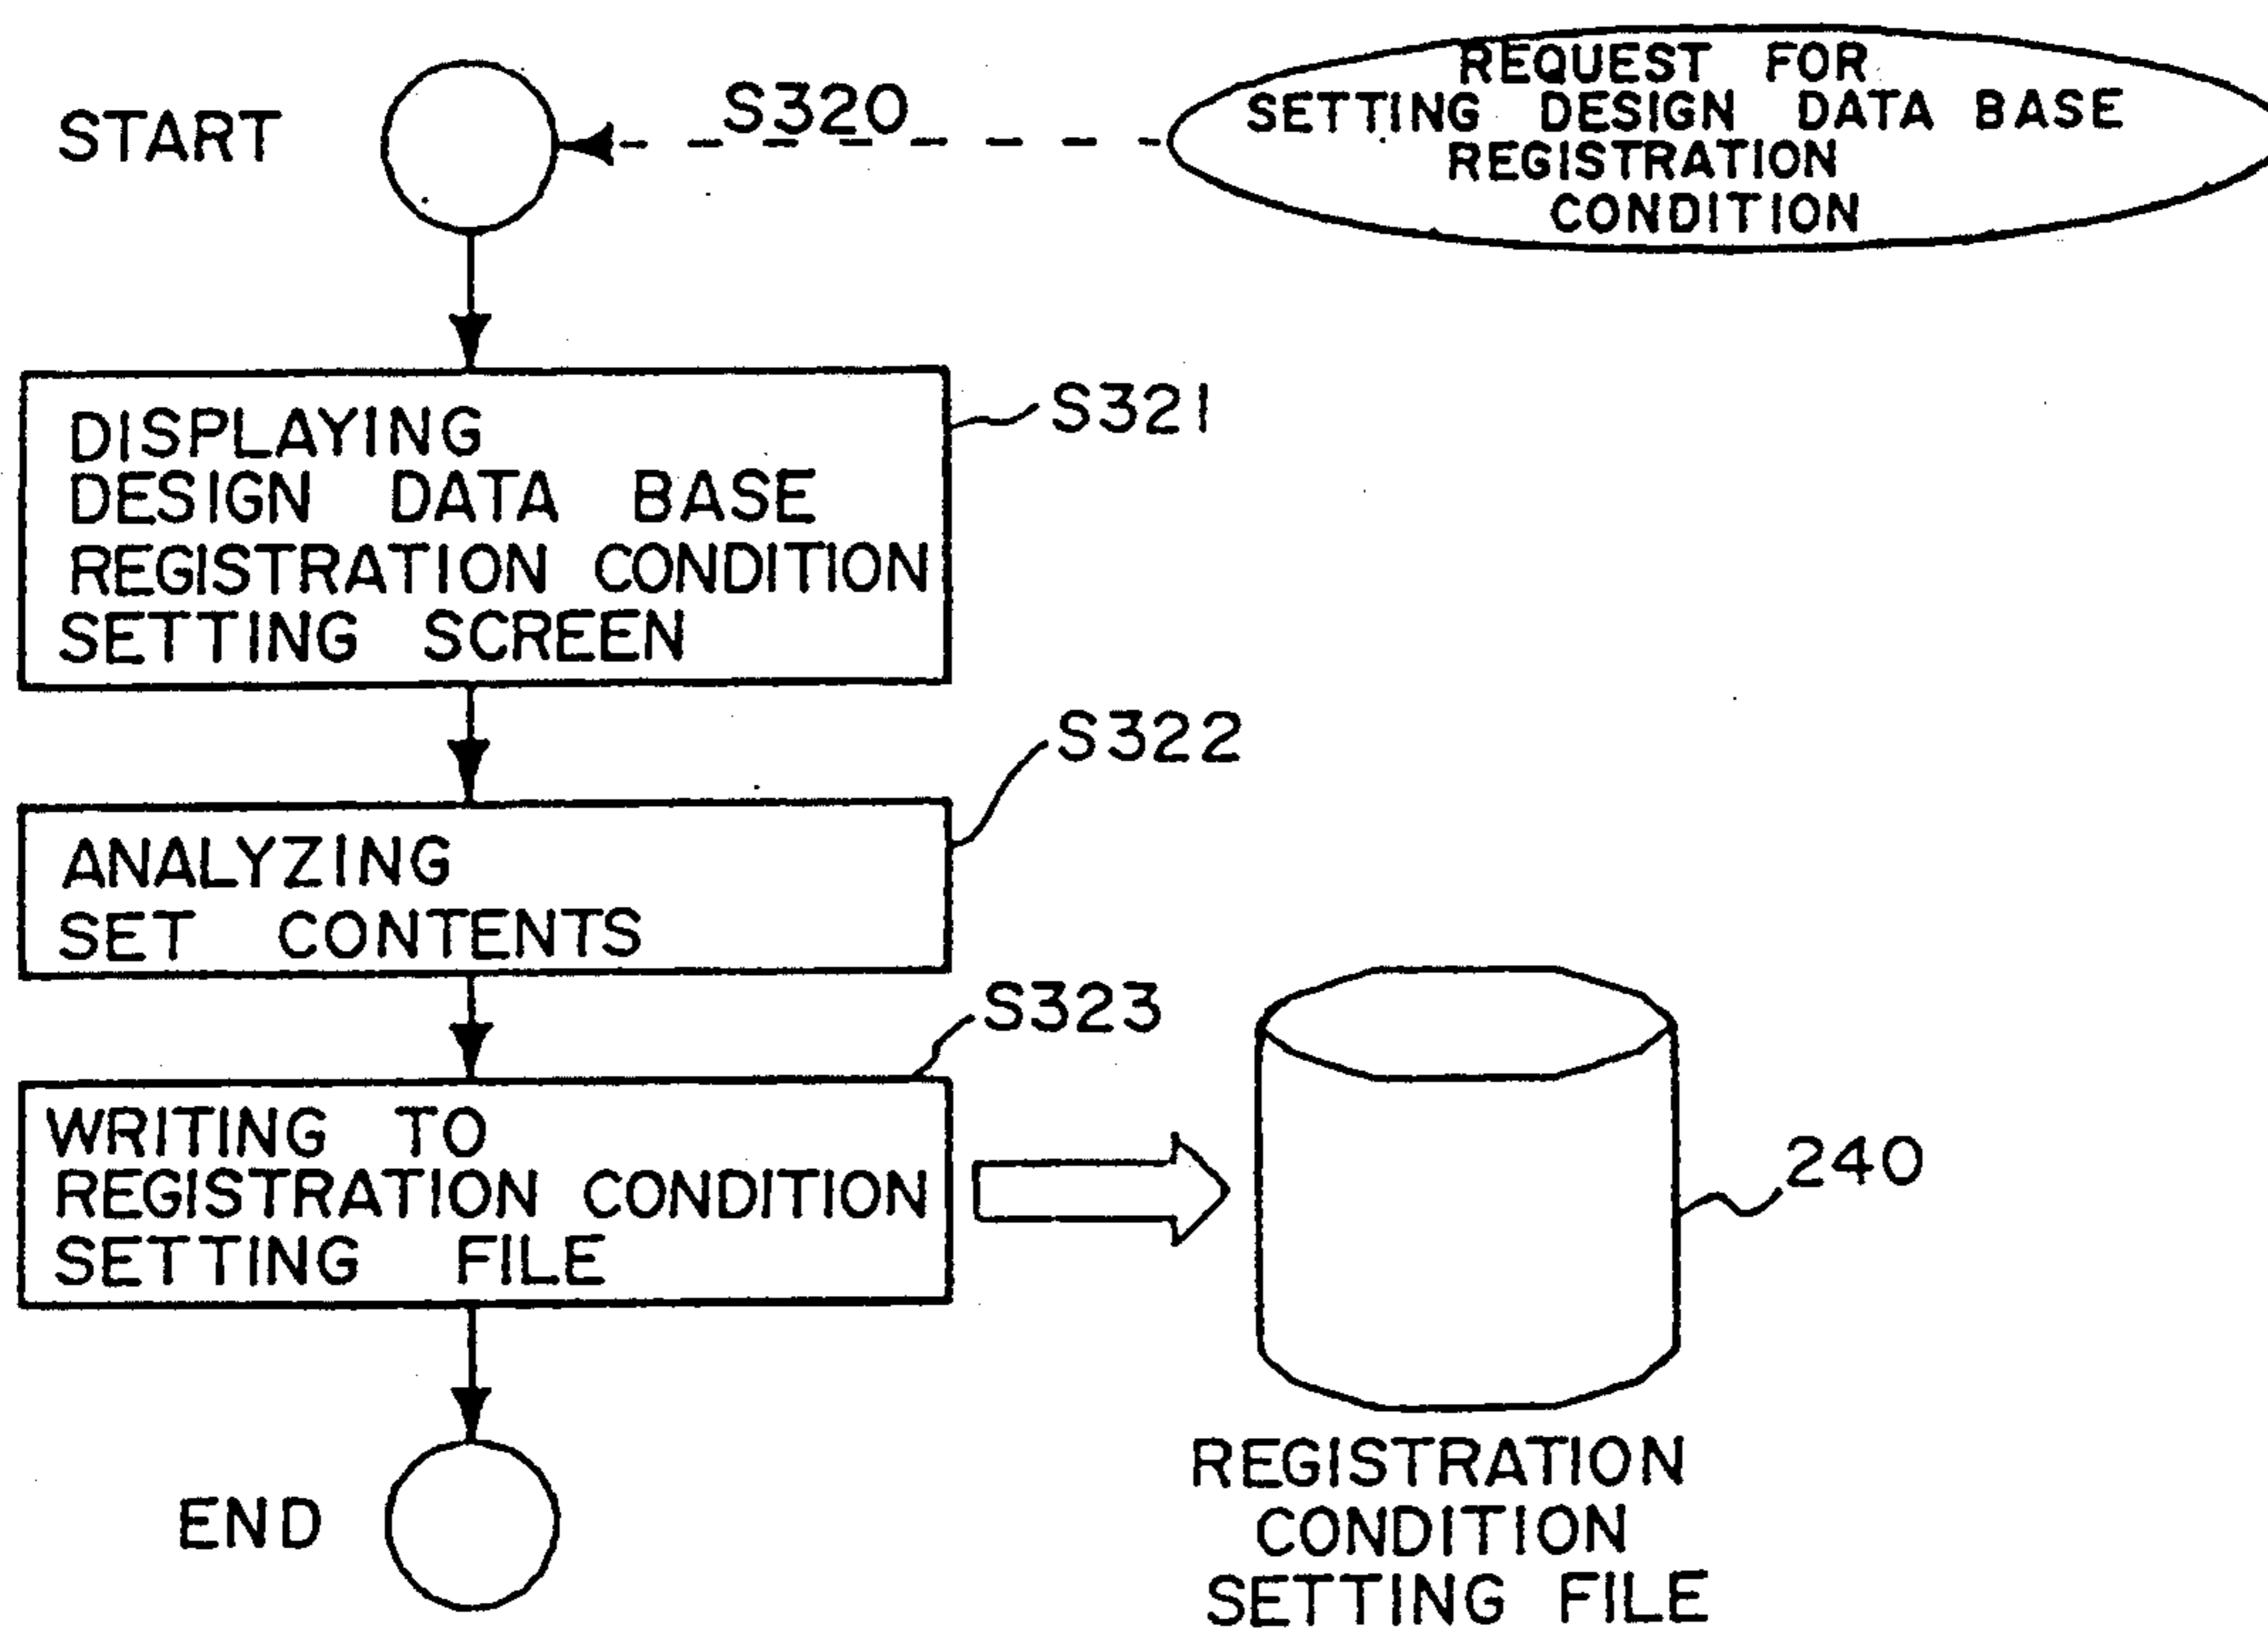 START
S320
REQUEST FOR
SETTING DESIGN DATA BASE
REGISTRATION
CONDITION
DISPLAYING
DESIGN DATA BASE
REGISTRATION CONDITION
SETTING SCREEN
S321
ANALYZING
SET CONTENTS
S322
WRITING TO
REGISTRATION CONDITION
SETTING FILE
S323
240
REGISTRATION
CONDITION
SETTING FILE
END